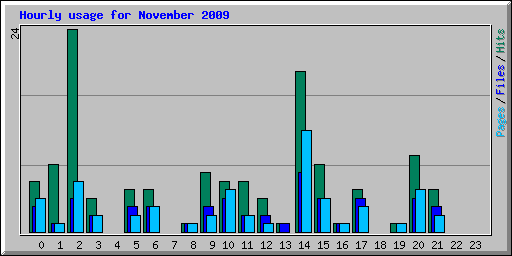 Hourly usage for November 2009
24
Pages/Files/Hits
0 1 2 3 4 5 6 7 8 9 10 11 12 13 14 15 16 17 18 19 20 21 22 23